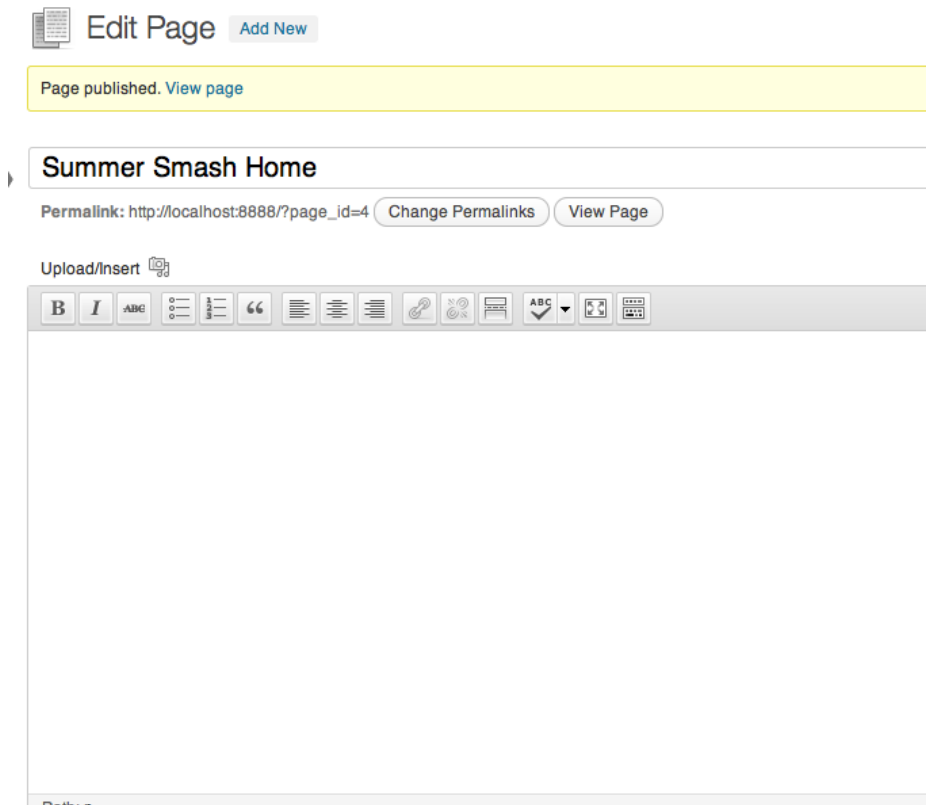 Edit Page Add New
Page published. View page
Summer Smash Home
Permalink: http://localhost:8888/?page_id=4 Change Permalinks View Page
Upload/Insert
B I ABC ABC